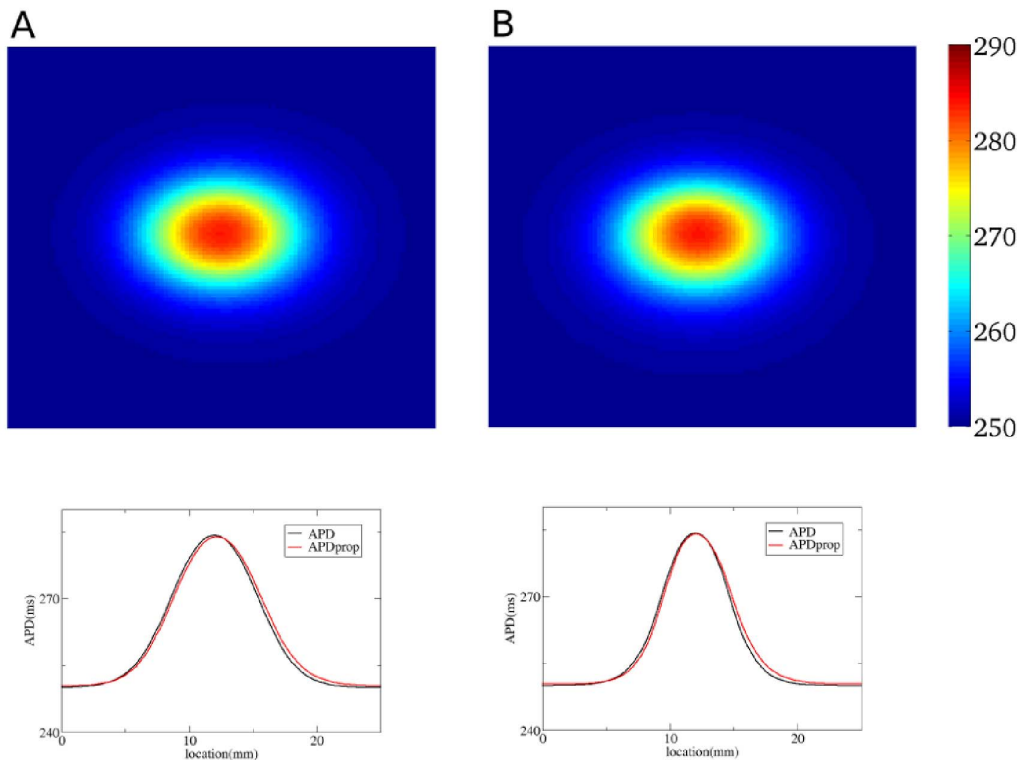 A
B
290
280
270
260
250
APD
APDprop
270
240
APD(ms)
0
10
20
location(mm)
APD
APDprop
270
240
APD(ms)
0
10
20
location(mm)